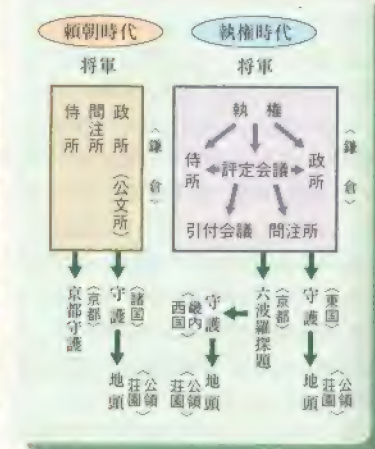 頼朝時代
将軍
政所(公文所)
問注所
侍所
〈鎌倉〉
守護〈諸国〉
地頭〈公領荘園〉
京都守護〈京都〉
執権時代
将軍
執権
侍所
評定会議
政所
引付会議
問注所
〈鎌倉〉
守護〈東国〉
地頭〈公領荘園〉
六波羅探題〈京都〉
守護〈畿内西国〉
地頭〈公領荘園〉